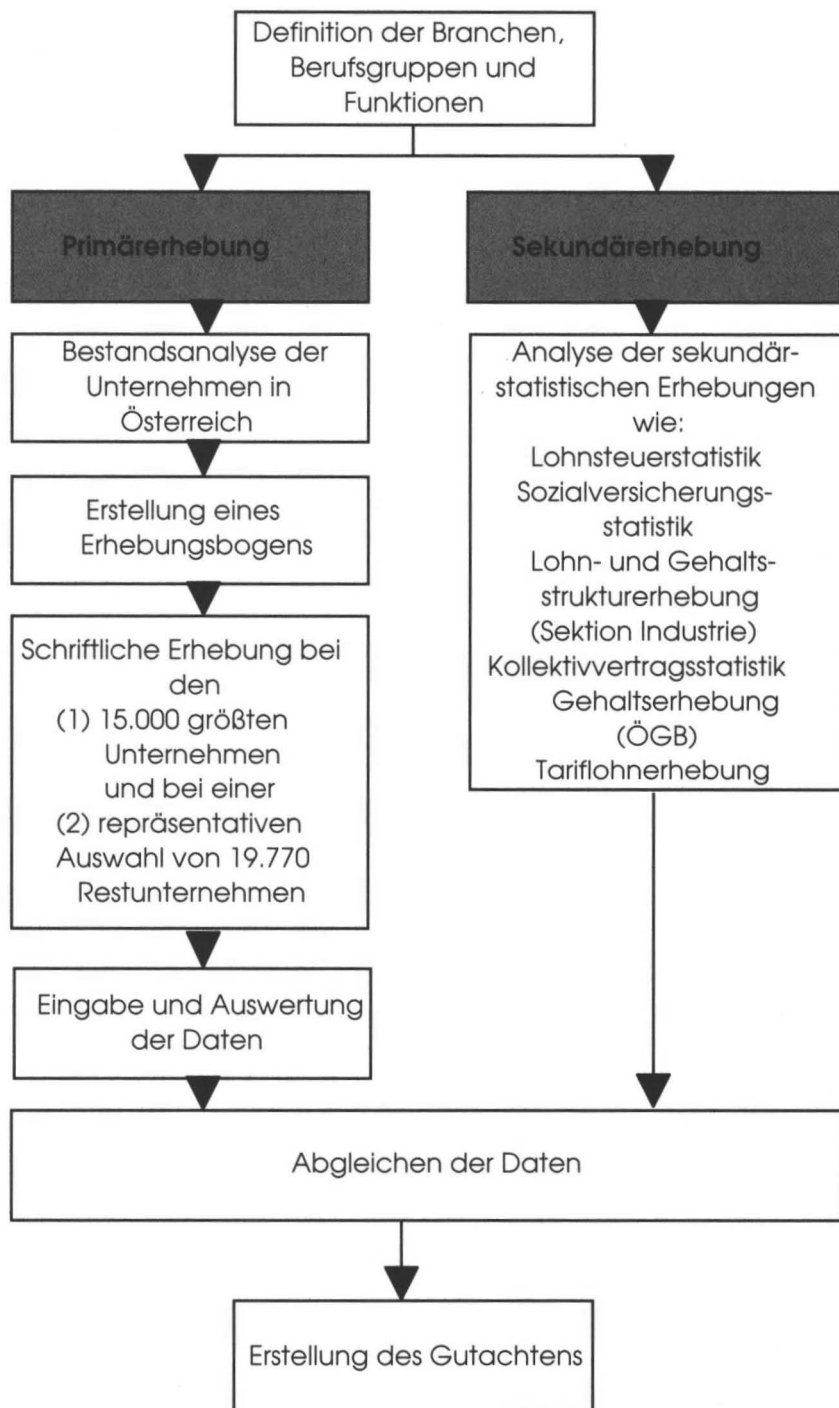 Definition der Branchen,
Berufsgruppen und
Funktionen
Primärerhebung
Bestandsanalyse der
Unternehmen in
Österreich
Erstellung eines
Erhebungsbogens
Schriftliche Erhebung bei
den
(1) 15.000 größten
Unternehmen
und bei einer
(2) repräsentativen
Auswahl von 19.770
Restunternehmen
Eingabe und Auswertung
der Daten
Sekundärerhebung
Analyse der sekundär-
statistischen Erhebungen
wie:
Lohnsteuerstatistik
Sozialversicherungs-
statistik
Lohn- und Gehalts-
strukturerhebung
(Sektion Industrie)
Kollektivvertragsstatistik
Gehaltserhebung
(ÖGB)
Tariflohnerhebung
Abgleichen der Daten
Erstellung des Gutachtens